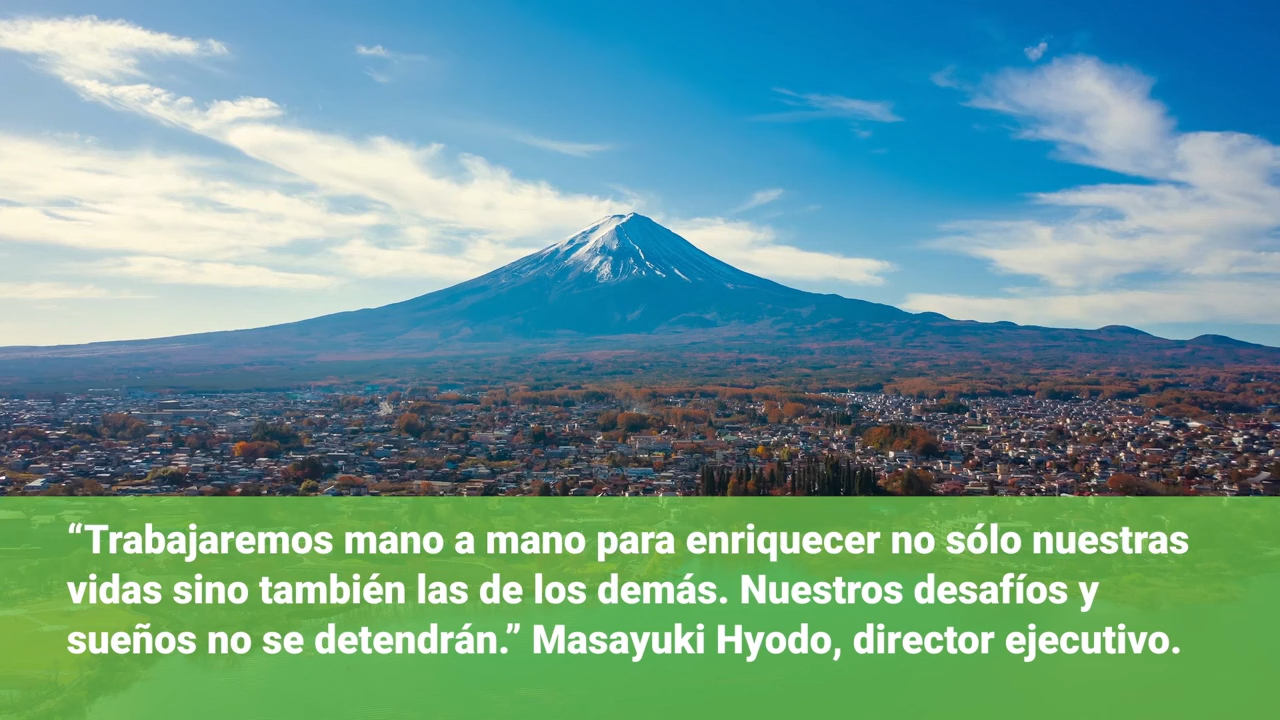 “Trabajaremos mano a mano para enriquecer no sólo nuestras
vidas sino también las de los demás. Nuestros desafíos y
sueños no se detendrán.” Masayuki Hyodo, director ejecutivo.